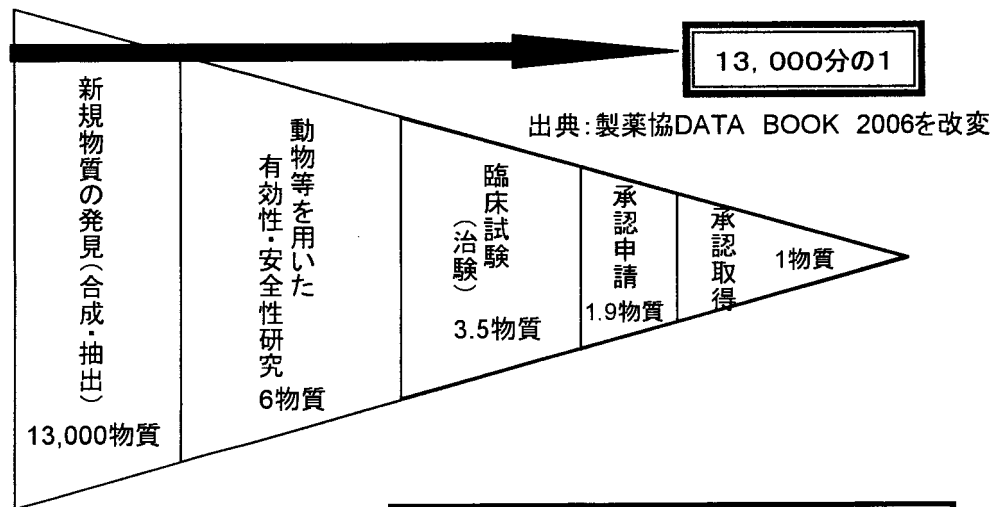 13，000分の1
出典：製薬協DATA BOOK 2006を改変
新規物質の発見（合成・抽出）
13,000物質
動物等を用いた
有効性・安全性研究
6物質
臨床試験
（治験）
3.5物質
承認申請
1.9物質
承認取得
1物質